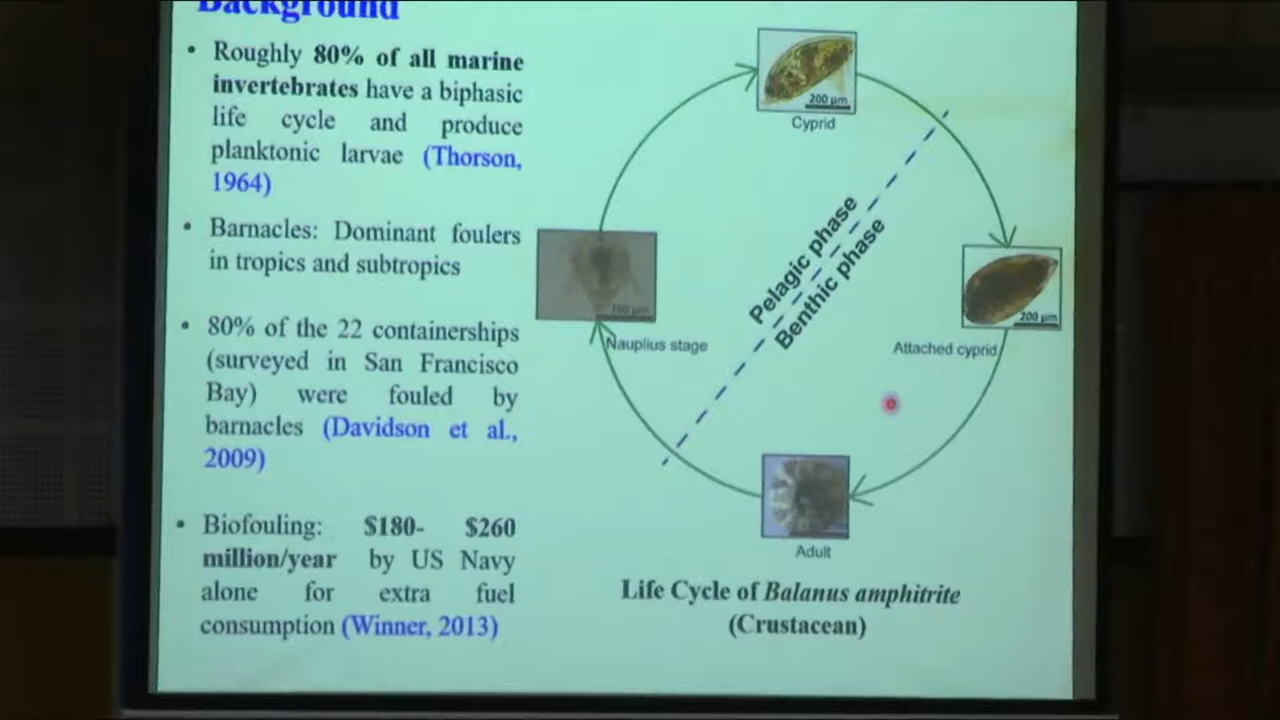 Background
• Roughly 80% of all marine
invertebrates have a biphasic
life cycle and produce
planktonic larvae (Thorson,
1964)
• Barnacles: Dominant foulers
in tropics and subtropics
• 80% of the 22 containerships
(surveyed in San Francisco
Bay) were fouled by
barnacles (Davidson et al.,
2009)
• Biofouling: $180- $260
million/year by US Navy
alone for extra fuel
consumption (Winner, 2013)
200 µm
Cyprid
Pelagic phase
Benthic phase
200 µm
Nauplius stage
200 µm
Attached cyprid
Adult
Life Cycle of Balanus amphitrite
(Crustacean)